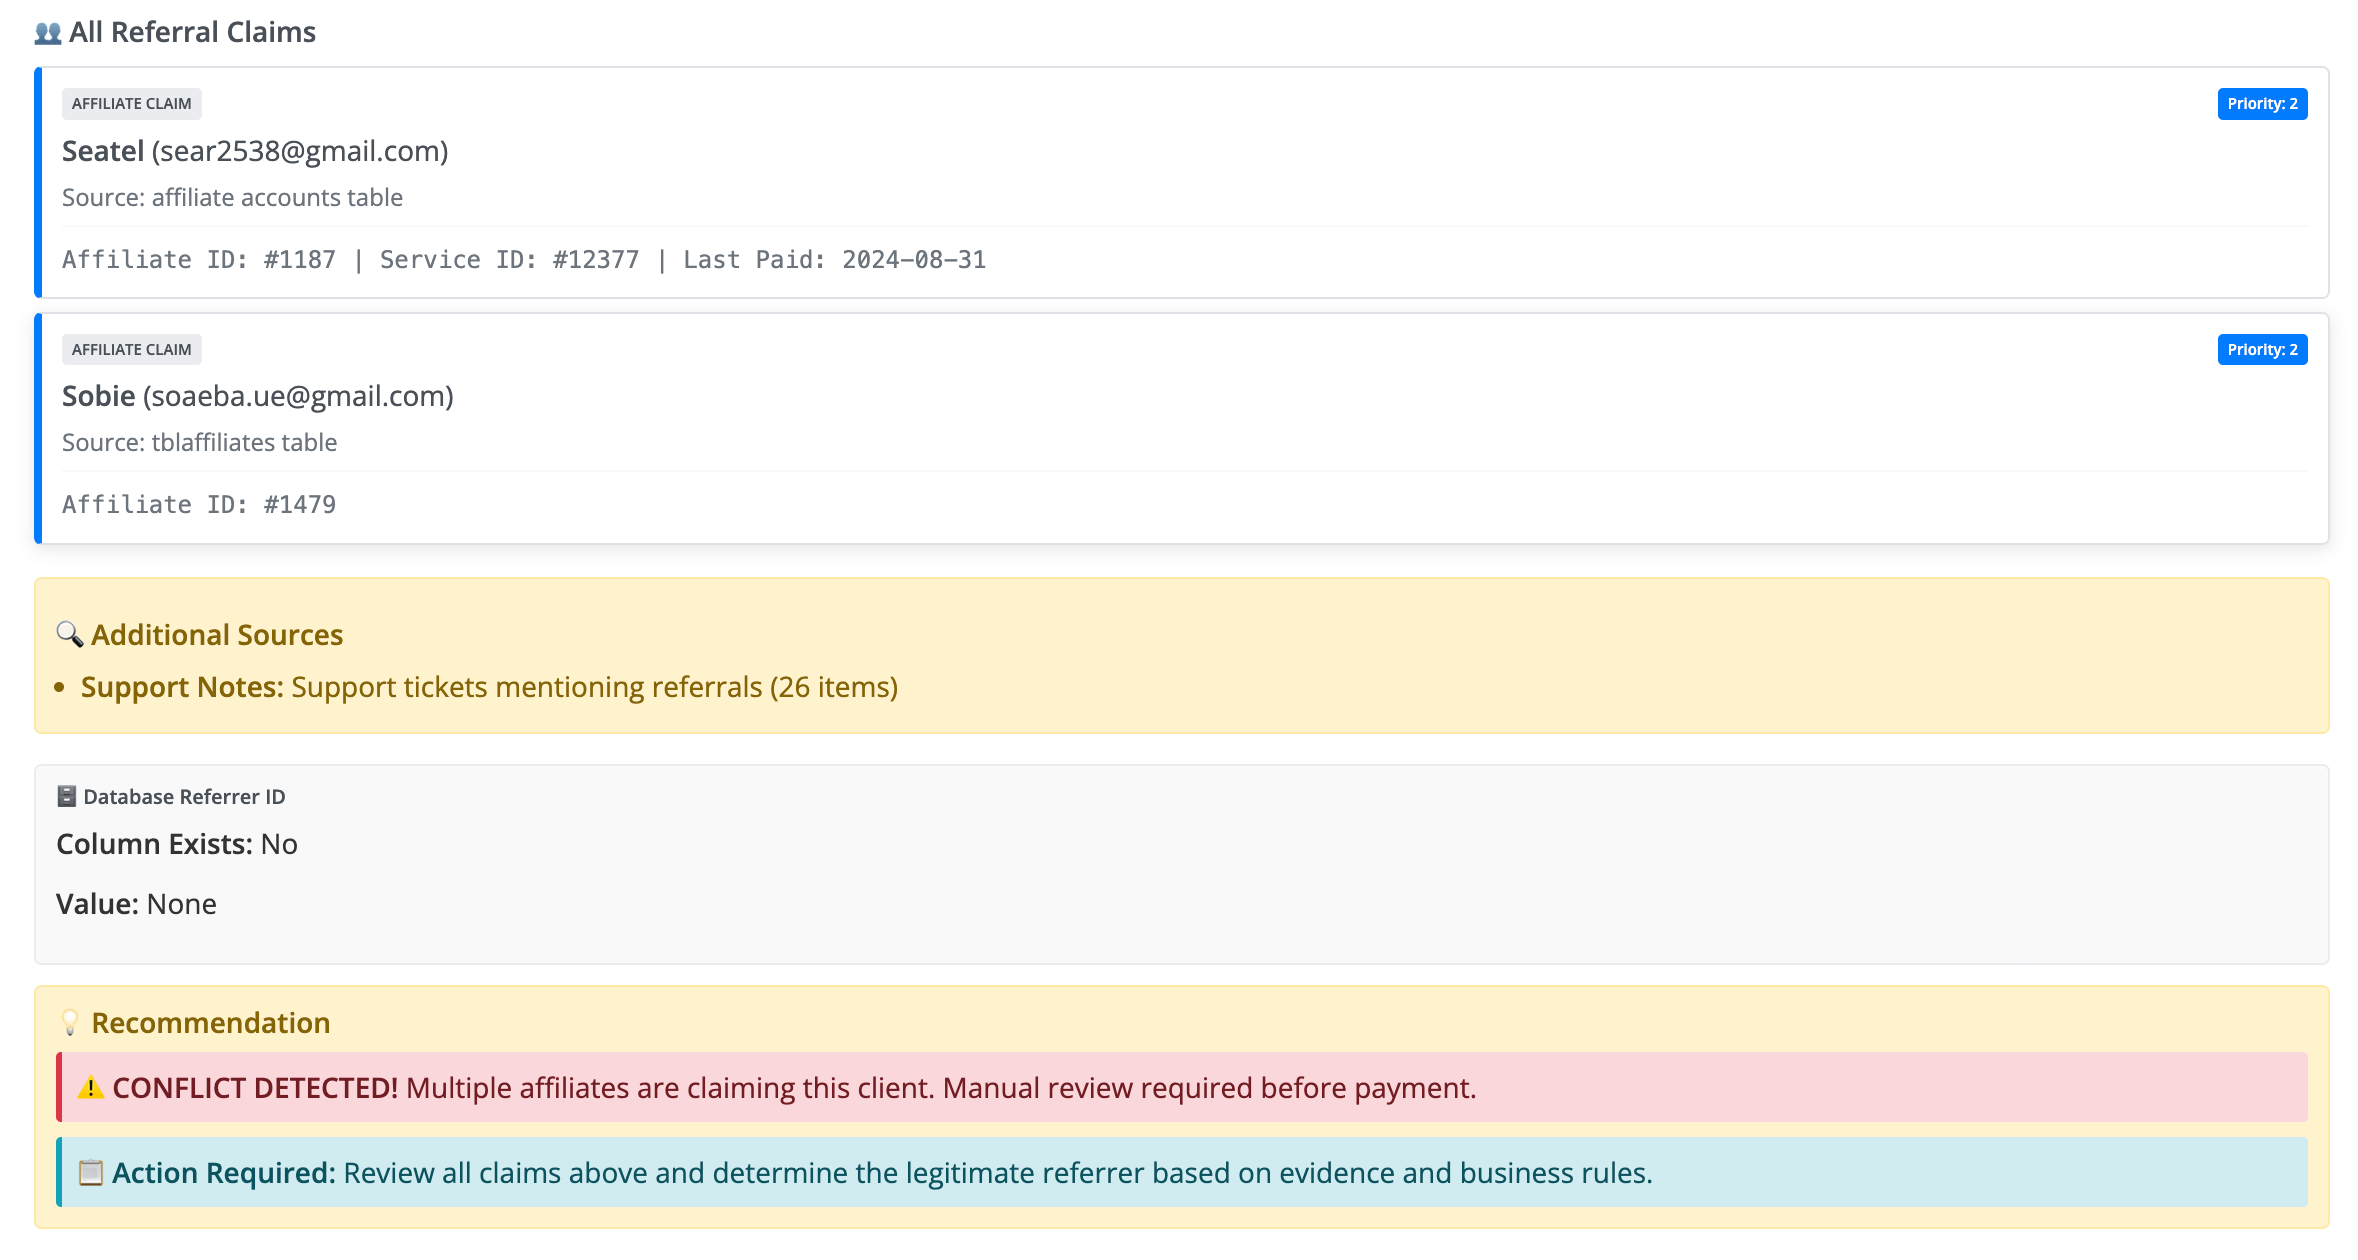 All Referral Claims
AFFILIATE CLAIM
Priority: 2
Seatel (sear2538@gmail.com)
Source: affiliate accounts table
Affiliate ID: #1187 | Service ID: #12377 | Last Paid: 2024-08-31
AFFILIATE CLAIM
Priority: 2
Sobie (soaeba.ue@gmail.com)
Source: tblaffiliates table
Affiliate ID: #1479
Additional Sources
• Support Notes: Support tickets mentioning referrals (26 items)
Database Referrer ID
Column Exists: No
Value: None
Recommendation
CONFLICT DETECTED! Multiple affiliates are claiming this client. Manual review required before payment.
Action Required: Review all claims above and determine the legitimate referrer based on evidence and business rules.